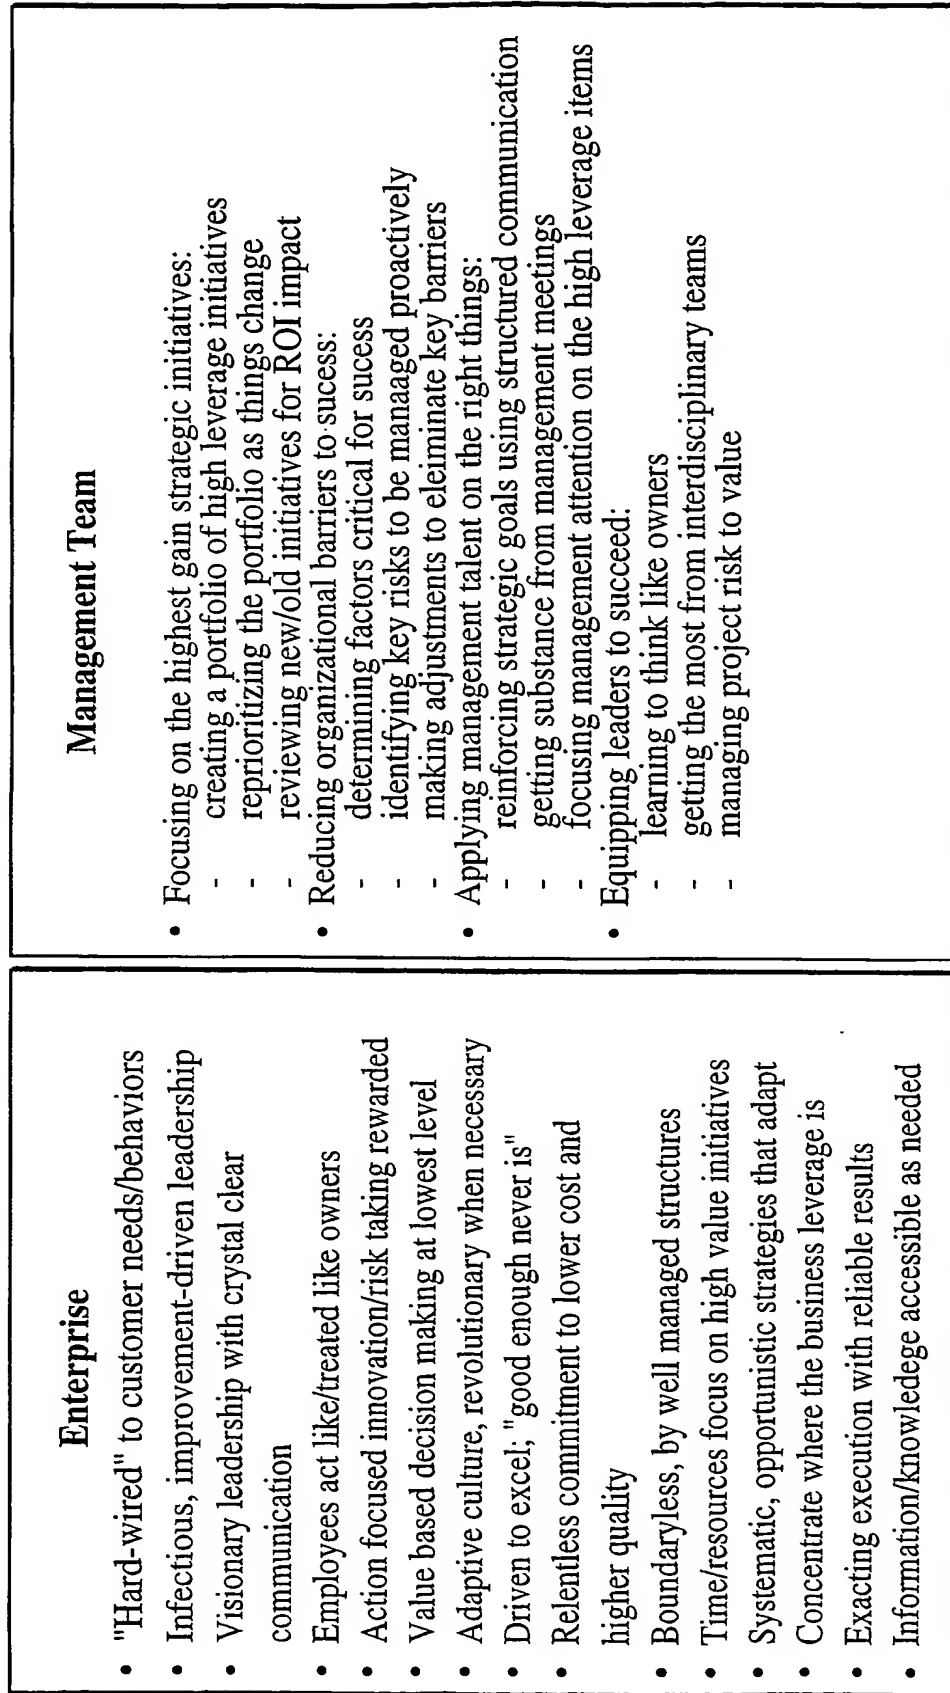 Enterprise
• "Hard-wired" to customer needs/behaviors
• Infectious, improvement-driven leadership
• Visionary leadership with crystal clear
communication
• Employees act like/treated like owners
• Action focused innovation/risk taking rewarded
• Value based decision making at lowest level
• Adaptive culture, revolutionary when necessary
• Driven to excel; "good enough never is"
• Relentless commitment to lower cost and
higher quality
• Boundaryless, by well managed structures
• Time/resources focus on high value initiatives
• Systematic, opportunistic strategies that adapt
• Concentrate where the business leverage is
• Exacting execution with reliable results
• Information/knowledege accessible as needed
Management Team
• Focusing on the highest gain strategic initiatives:
- creating a portfolio of high leverage initiatives
- reprioritizing the portfolio as things change
- reviewing new/old initiatives for ROI impact
• Reducing organizational barriers to sucess:
- determining factors critical for sucess
- identifying key risks to be manaaged proactively
- making adjustments to eleiminate key barriers
• Applying management talent on the right things:
- reinforcing strategic goals using structured communication
- getting substance from management meetings
- focusing management attention on the high leverage items
• Equipping leaders to succeed:
- learning to think like owners
- getting the most from interdisciplinary teams
- managing project risk to value